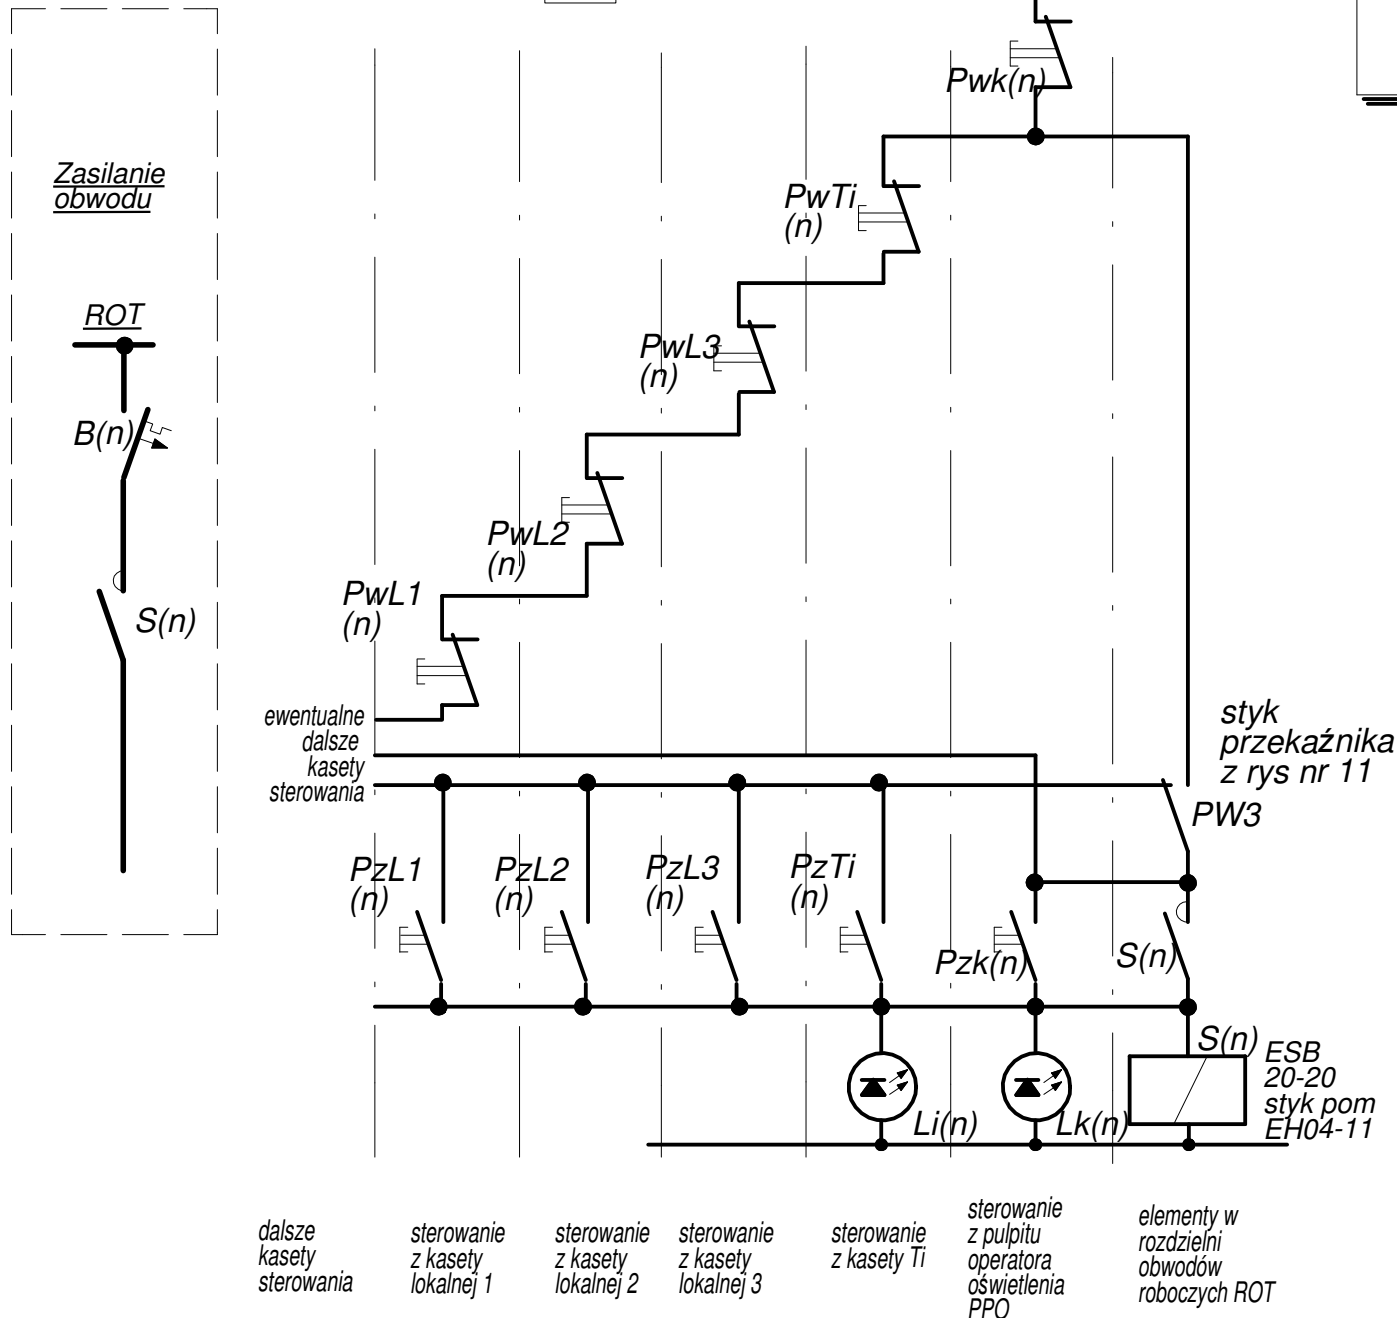 Pwk(n)
Zasilanie
obwodu
PwTi
(n)
ROT
PwL3
(n)
B(n)
PwL2
(n)
PwL1
(n)
S(n)
ewentualne
dalsze
kasety
sterowania
styk
przekaźnika
z rys nr 11
PW3
PzL1
(n)
PzL2
(n)
PzL3
(n)
PzTi
(n)
Pzk(n)
S(n)
S(n)
ESB
20-20
styk pom
EH04-11
Li(n)
Lk(n)
dalsze
kasety
sterowania
sterowanie
z kasety
lokalnej 1
sterowanie
z kasety
lokalnej 2
sterowanie
z kasety
lokalnej 3
sterowanie
z kasety Ti
sterowanie
z pulpitu
operatora
oświetlenia
PPO
elementy w
rozdzielni
obwodów
roboczych ROT